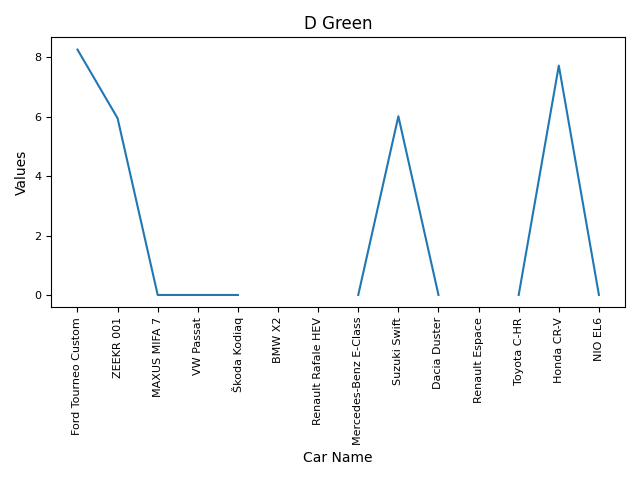 D Green
Values
8
6
4
2
0
Ford Tourneo Custom
ZEEKR 001
MAXUS MIFA 7
VW Passat
Škoda Kodiaq
BMW X2
Renault Rafale HEV
Mercedes-Benz E-Class
Suzuki Swift
Dacia Duster
Renault Espace
Toyota C-HR
Honda CR-V
NIO EL6
Car Name